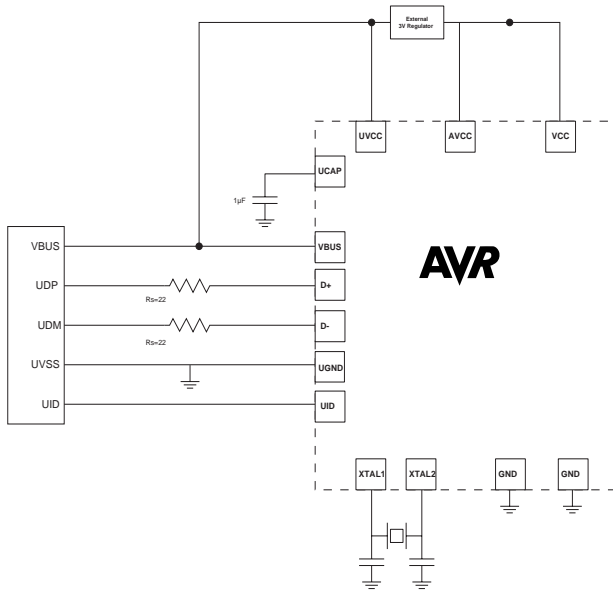 External
3V Regulator
UVCC
AVCC
VCC
UCAP
1µF
VBUS
VBUS
UDP
Rs=22
D+
UDM
Rs=22
D-
UVSS
UGND
UID
UID
AVR
XTAL1
XTAL2
GND
GND